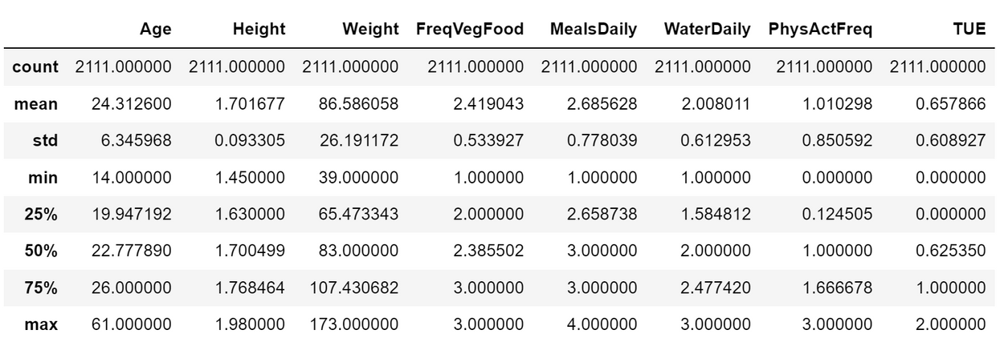 Age Height Weight FreqVegFood MealsDaily WaterDaily PhysActFreq TUE
count 2111.000000 2111.000000 2111.000000 2111.000000 2111.000000 2111.000000 2111.000000 2111.000000
mean 24.312600 1.701677 86.586058 2.419043 2.685628 2.008011 1.010298 0.657866
std 6.345968 0.093305 26.191172 0.533927 0.778039 0.612953 0.850592 0.608927
min 14.000000 1.450000 39.000000 1.000000 1.000000 1.000000 0.000000 0.000000
25% 19.947192 1.630000 65.473343 2.000000 2.658738 1.584812 0.124505 0.000000
50% 22.777890 1.700499 83.000000 2.385502 3.000000 2.000000 1.000000 0.625350
75% 26.000000 1.768464 107.430682 3.000000 3.000000 2.477420 1.666678 1.000000
max 61.000000 1.980000 173.000000 3.000000 4.000000 3.000000 3.000000 2.000000